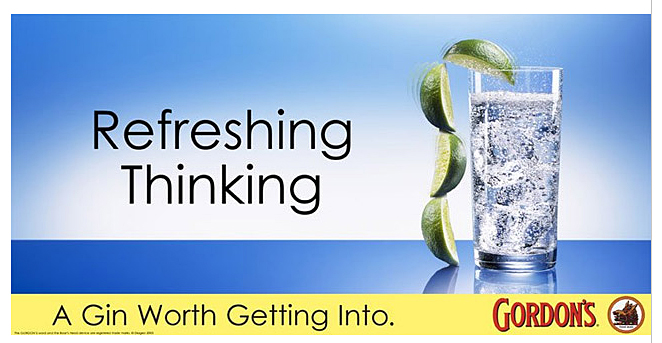 Refreshing
Thinking
A Gin Worth Getting Into.
GORDON'S